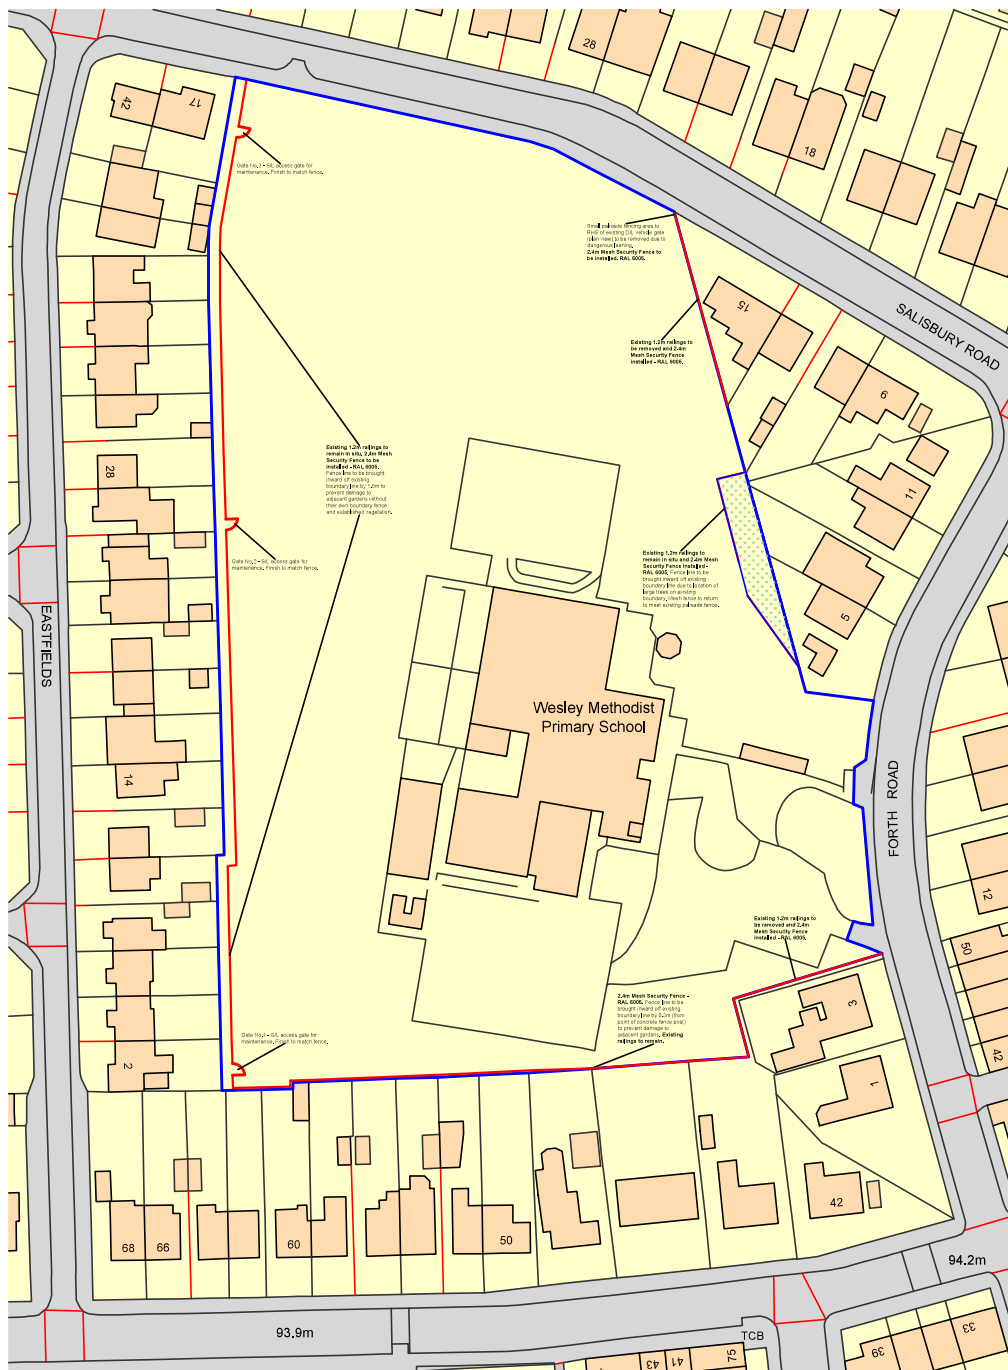 28
42
17
18
Gate No.3 - S/L access gate for
maintenance. Finish to match fence.
Small palisade fencing area to
RHS of existing D/L vehicle gate
(plan view) to be removed due to
dangerous leaning.
2.4m Mesh Security Fence to
be installed. RAL 6005.
15
SALISBURY ROAD
Existing 1.2m railings to
be removed and 2.4m
Mesh Security Fence
installed - RAL 6005.
9
Existing 1.2m railings to
remain in situ, 2.4m Mesh
Security Fence to be
installed - RAL 6005.
Fence line to be brought
inward off existing
boundary line by 1.2m to
prevent damage to
adjacent gardens without
their own boundary fence
and established vegetation.
28
11
Gate No.2 - S/L access gate for
maintenance. Finish to match fence.
Existing 1.2m railings to
remain in situ and 2.4m Mesh
Security Fence installed -
RAL 6005. Fence line to be
brought inward off existing
boundary line due to location of
large trees on existing
boundary. Mesh fence to return
to meet existing palisade fence.
5
EASTFIELDS
Wesley Methodist
Primary School
14
FORTH ROAD
12
Existing 1.2m railings to
be removed and 2.4m
Mesh Security Fence
installed - RAL 6005.
50
2.4m Mesh Security Fence -
RAL 6005. Fence line to be
brought inward off existing
boundary line by 0.3m (from
point of concrete fence post)
to prevent damage to
adjacent gardens. Existing
railings to remain.
3
Gate No.1 - S/L access gate for
maintenance. Finish to match fence.
42
2
1
42
68
66
60
50
94.2m
93.9m
TCB
75
43
41
39
33